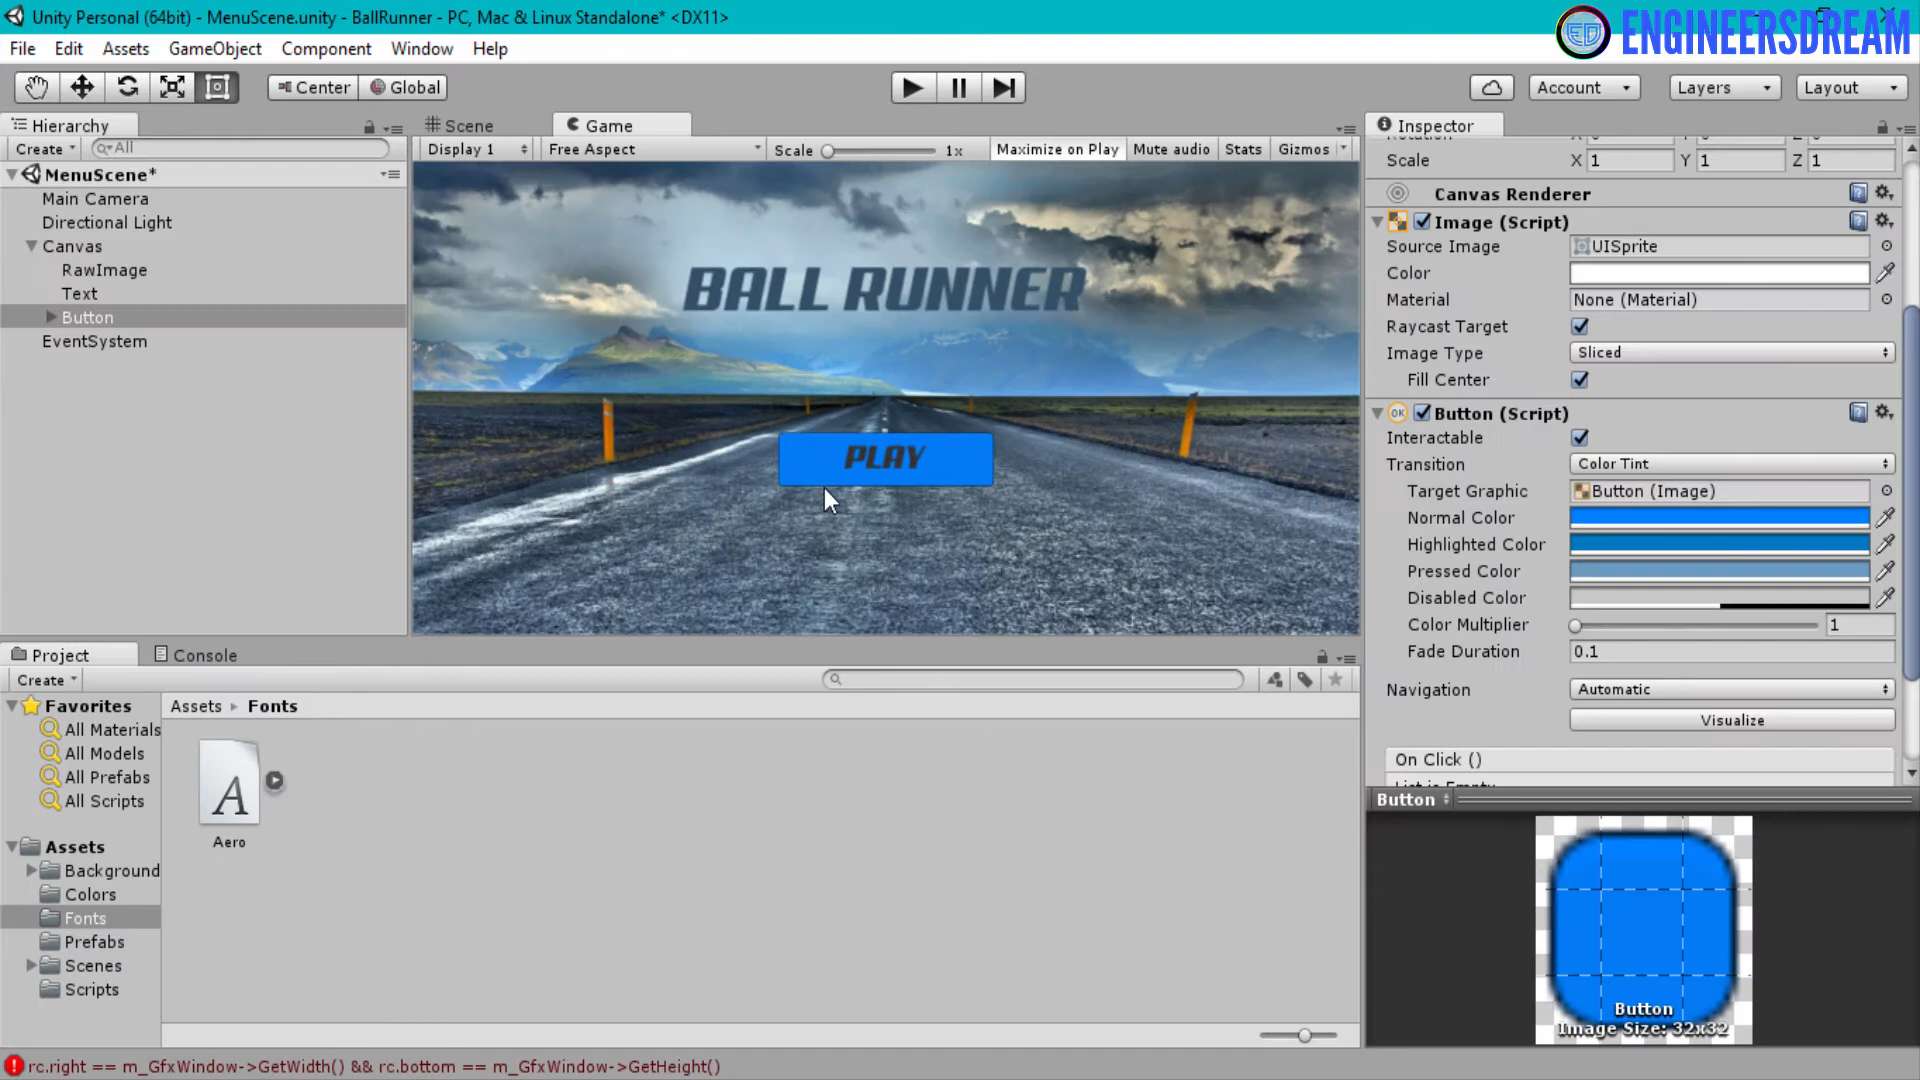 Unity Personal (64bit) - MenuScene.unity - BallRunner - PC, Mac & Linux Standalone* <DX11>
ENGINEERSDREAM
File Edit Assets GameObject Component Window Help
Center Global
Account Layers Layout
Hierarchy
Create All
MenuScene*
Main Camera
Directional Light
Canvas
RawImage
Text
Button
EventSystem
Scene Game
Display 1 Free Aspect Scale 1x Maximize on Play Mute audio Stats Gizmos
BALL RUNNER
PLAY
Inspector
Scale X 1 Y 1 Z 1
Canvas Renderer
Image (Script)
Source Image UISprite
Color
Material None (Material)
Raycast Target
Image Type Sliced
Fill Center
OK Button (Script)
Interactable
Transition Color Tint
Target Graphic Button (Image)
Normal Color
Highlighted Color
Pressed Color
Disabled Color
Color Multiplier 1
Fade Duration 0.1
Navigation Automatic
Visualize
On Click ()
List is Empty
Button
Button
Image Size: 32x32
Project Console
Create
Favorites
All Materials
All Models
All Prefabs
All Scripts
Assets
Background
Colors
Fonts
Prefabs
Scenes
Scripts
Assets Fonts
A
Aero
rc.right == m_GfxWindow->GetWidth() && rc.bottom == m_GfxWindow->GetHeight()